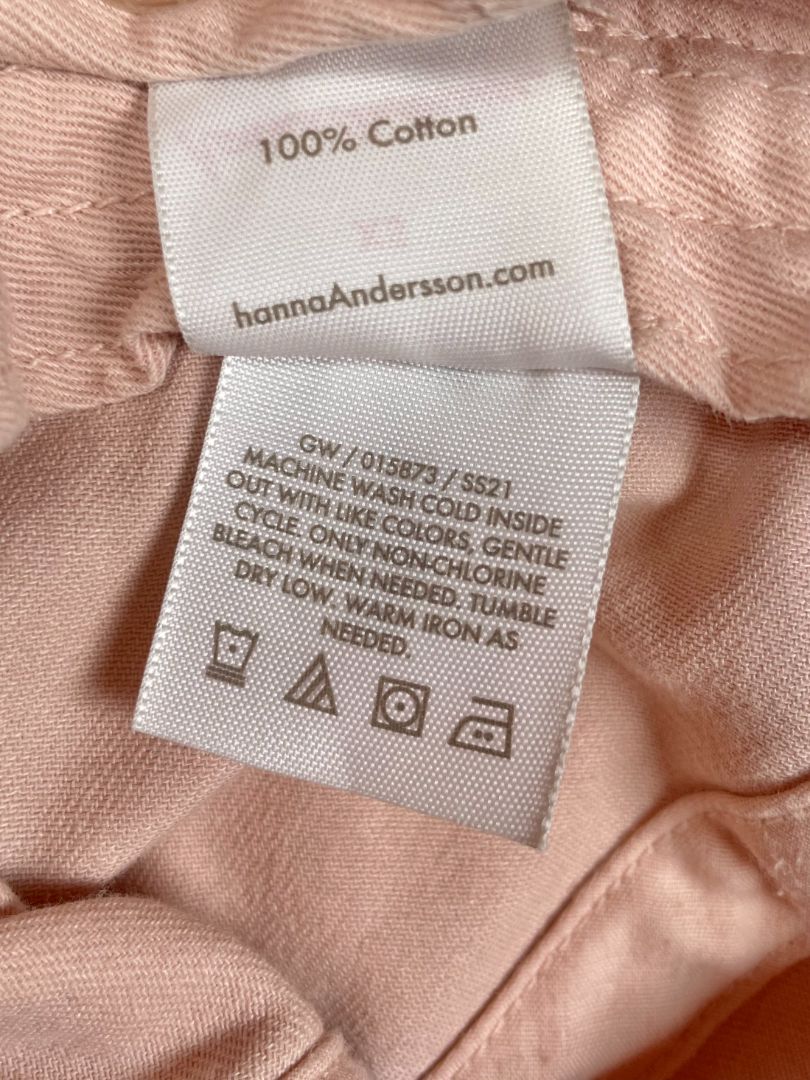 100% Cotton
hannaAndersson.com
GW / 015B73 / SS21
MACHINE WASH COLD INSIDE
OUT WITH LIKE COLORS, GENTLE
CYCLE. ONLY NON-CHLORINE
BLEACH WHEN NEEDED. TUMBLE
DRY LOW. WARM IRON AS
NEEDED.